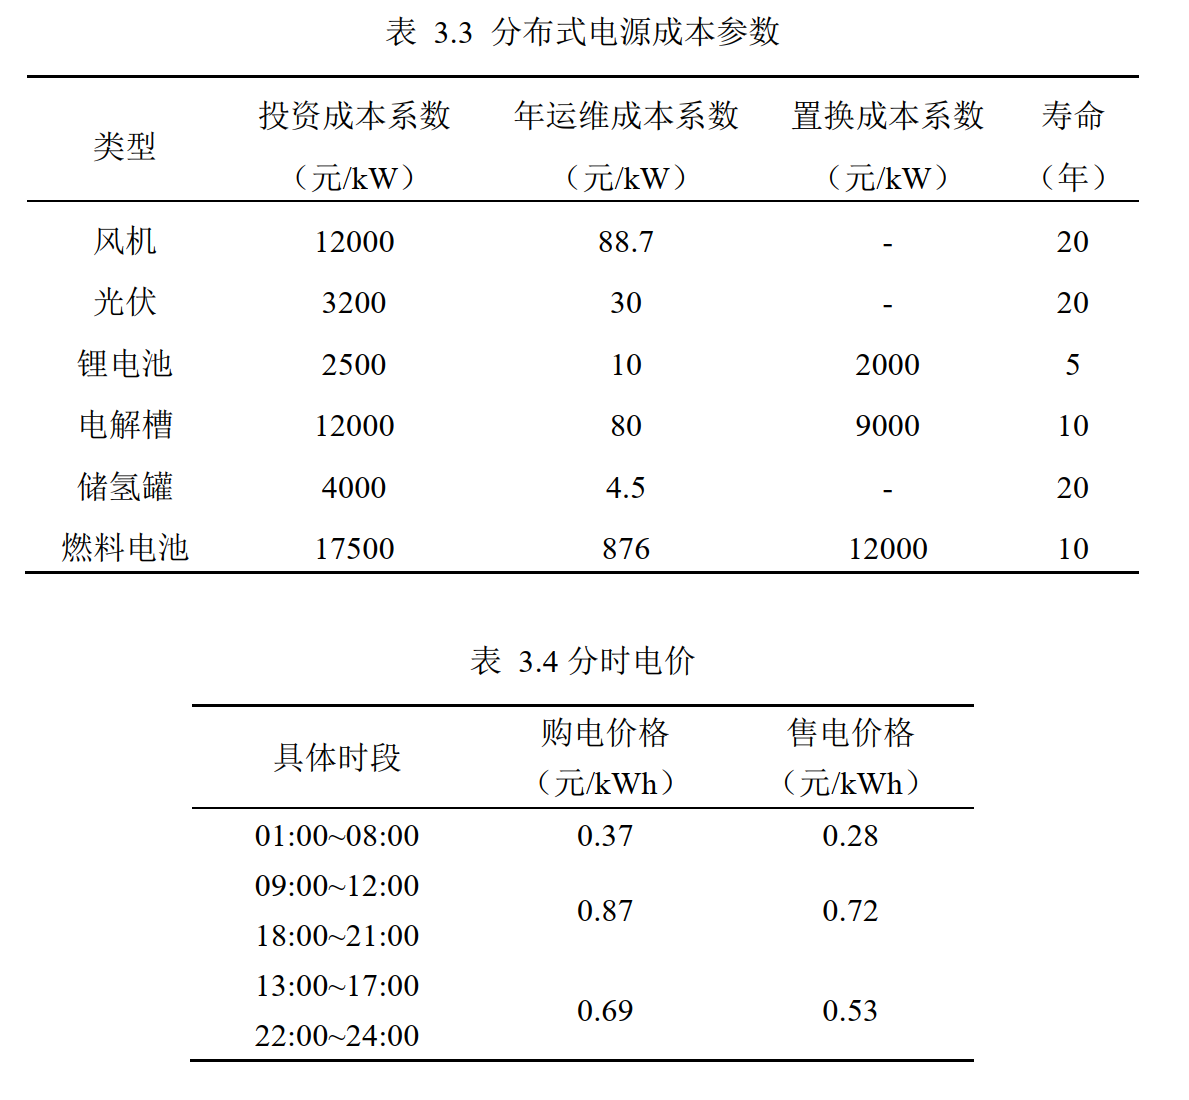 表 3.3 分布式电源成本参数
类型 投资成本系数 年运维成本系数 置换成本系数 寿命
（元/kW） （元/kW） （元/kW） （年）
风机 12000 88.7 - 20
光伏 3200 30 - 20
锂电池 2500 10 2000 5
电解槽 12000 80 9000 10
储氢罐 4000 4.5 - 20
燃料电池 17500 876 12000 10
表 3.4 分时电价
具体时段 购电价格 售电价格
（元/kWh） （元/kWh）
01:00~08:00 0.37 0.28
09:00~12:00
0.87 0.72
18:00~21:00
13:00~17:00
0.69 0.53
22:00~24:00